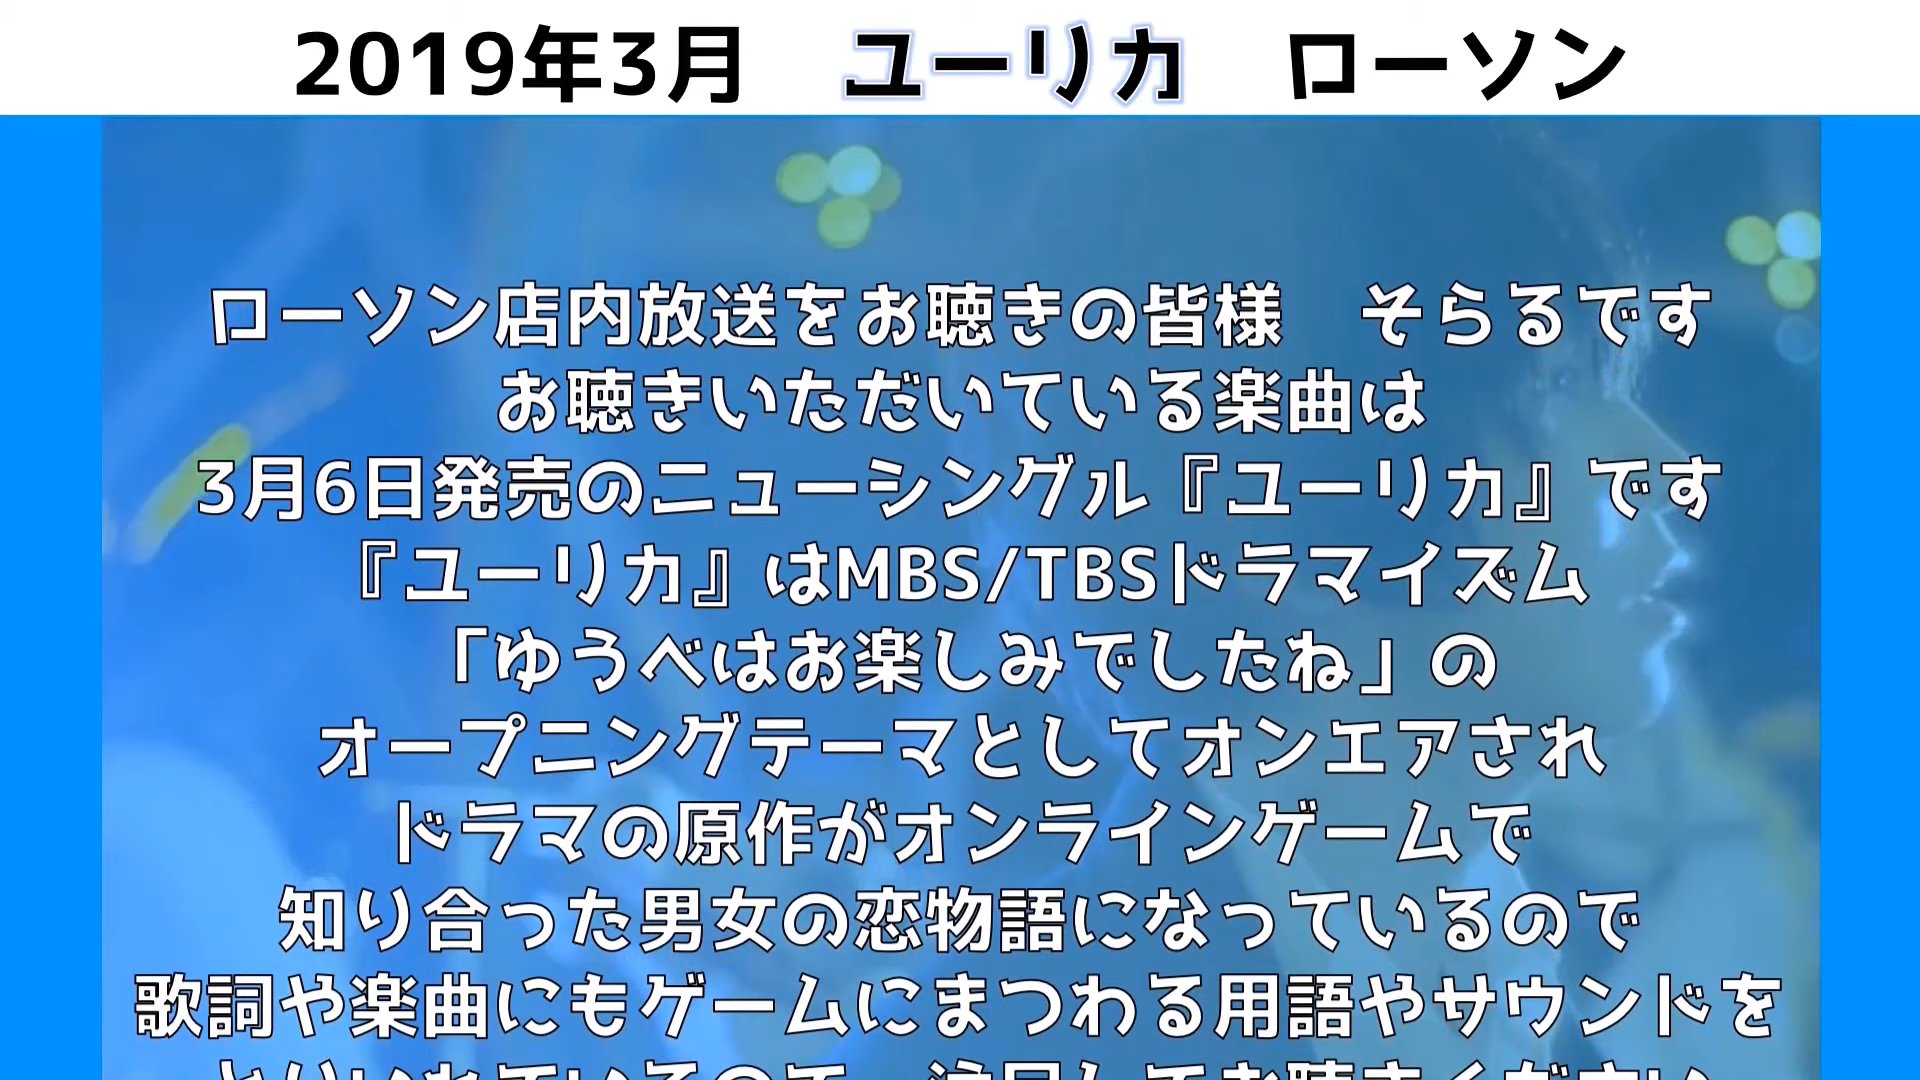 2019年3月　ユーリカ　ローソン
ローソン店内放送をお聴きの皆様　そらるです
お聴きいただいている楽曲は
3月6日発売のニューシングル『ユーリカ』です
『ユーリカ』はMBS/TBSドラマイズム
「ゆうべはお楽しみでしたね」の
オープニングテーマとしてオンエアされ
ドラマの原作がオンラインゲームで
知り合った男女の恋物語になっているので
歌詞や楽曲にもゲームにまつわる用語やサウンドを